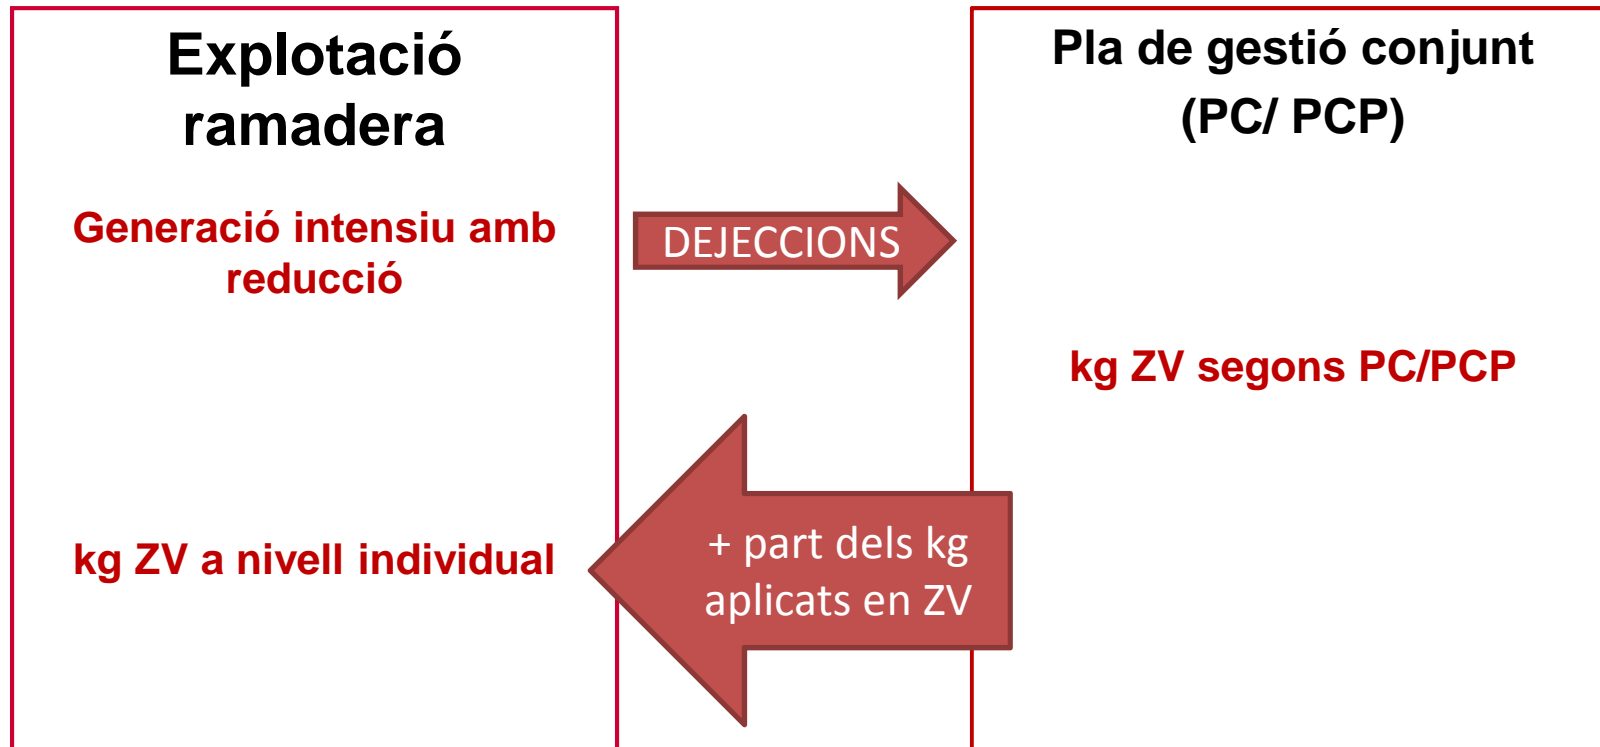 Explotació
ramadera
Generació intensiu amb
reducció
kg ZV a nivell individual
DEJECCIONS
+ part dels kg
aplicats en ZV
Pla de gestió conjunt
(PC/ PCP)
kg ZV segons PC/PCP